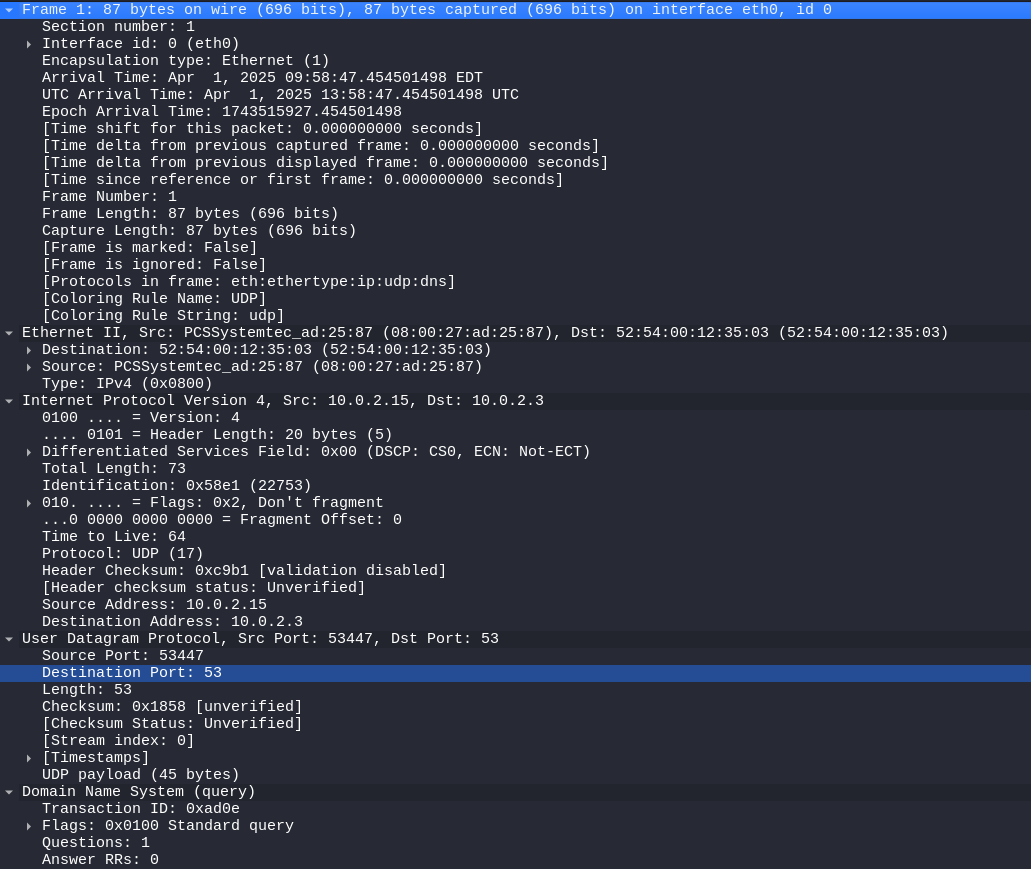 Frame 1: 87 bytes on wire (696 bits), 87 bytes captured (696 bits) on interface eth0, id 0
Section number: 1
Interface id: 0 (eth0)
Encapsulation type: Ethernet (1)
Arrival Time: Apr  1, 2025 09:58:47.454501498 EDT
UTC Arrival Time: Apr  1, 2025 13:58:47.454501498 UTC
Epoch Arrival Time: 1743515927.454501498
[Time shift for this packet: 0.000000000 seconds]
[Time delta from previous captured frame: 0.000000000 seconds]
[Time delta from previous displayed frame: 0.000000000 seconds]
[Time since reference or first frame: 0.000000000 seconds]
Frame Number: 1
Frame Length: 87 bytes (696 bits)
Capture Length: 87 bytes (696 bits)
[Frame is marked: False]
[Frame is ignored: False]
[Protocols in frame: eth:ethertype:ip:udp:dns]
[Coloring Rule Name: UDP]
[Coloring Rule String: udp]
Ethernet II, Src: PCSSystemtec_ad:25:87 (08:00:27:ad:25:87), Dst: 52:54:00:12:35:03 (52:54:00:12:35:03)
Destination: 52:54:00:12:35:03 (52:54:00:12:35:03)
Source: PCSSystemtec_ad:25:87 (08:00:27:ad:25:87)
Type: IPv4 (0x0800)
Internet Protocol Version 4, Src: 10.0.2.15, Dst: 10.0.2.3
0100 .... = Version: 4
.... 0101 = Header Length: 20 bytes (5)
Differentiated Services Field: 0x00 (DSCP: CS0, ECN: Not-ECT)
Total Length: 73
Identification: 0x58e1 (22753)
010. .... = Flags: 0x2, Don't fragment
...0 0000 0000 0000 = Fragment Offset: 0
Time to Live: 64
Protocol: UDP (17)
Header Checksum: 0xc9b1 [validation disabled]
[Header checksum status: Unverified]
Source Address: 10.0.2.15
Destination Address: 10.0.2.3
User Datagram Protocol, Src Port: 53447, Dst Port: 53
Source Port: 53447
Destination Port: 53
Length: 53
Checksum: 0x1858 [unverified]
[Checksum Status: Unverified]
[Stream index: 0]
[Timestamps]
UDP payload (45 bytes)
Domain Name System (query)
Transaction ID: 0xad0e
Flags: 0x0100 Standard query
Questions: 1
Answer RRs: 0